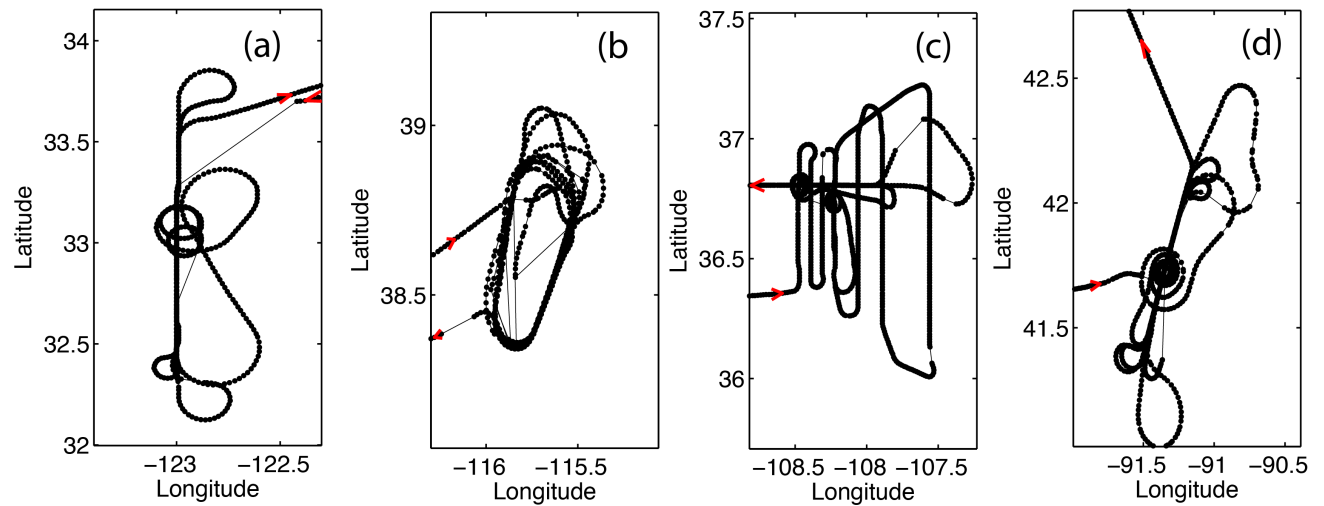 (a)
34
33.5
33
32.5
32
Latitude
−123 −122.5
Longitude
(b)
39
38.5
Latitude
−116 −115.5
Longitude
(c)
37.5
37
36.5
36
Latitude
−108.5 −108 −107.5
Longitude
(d)
42.5
42
41.5
Latitude
−91.5 −91 −90.5
Longitude